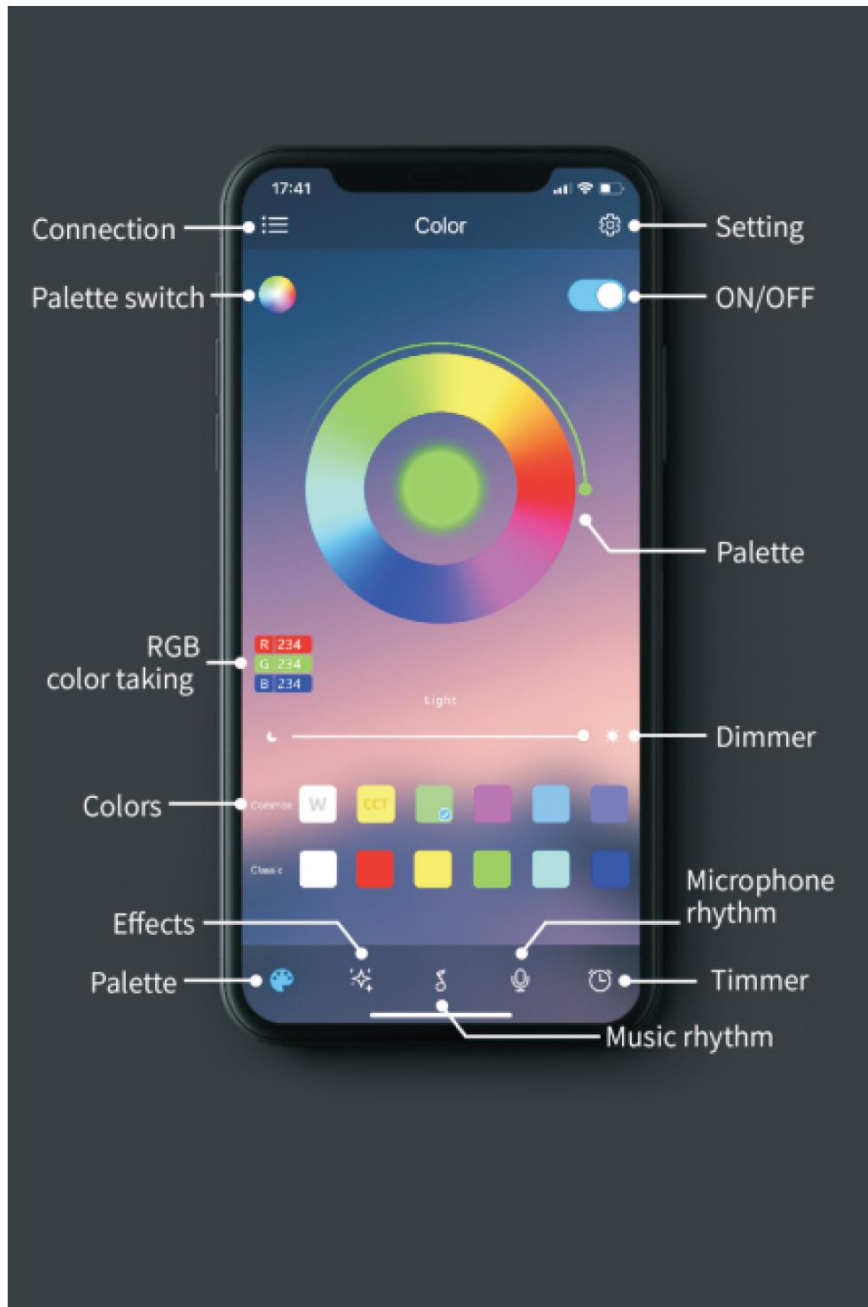 17:41
Connection
Color
Setting
Palette switch
ON/OFF
Palette
RGB
color taking
R 234
G 234
B 234
Light
Dimmer
Colors
Common
W
CCT
Classic
Microphone
rhythm
Effects
Palette
Timmer
Music rhythm